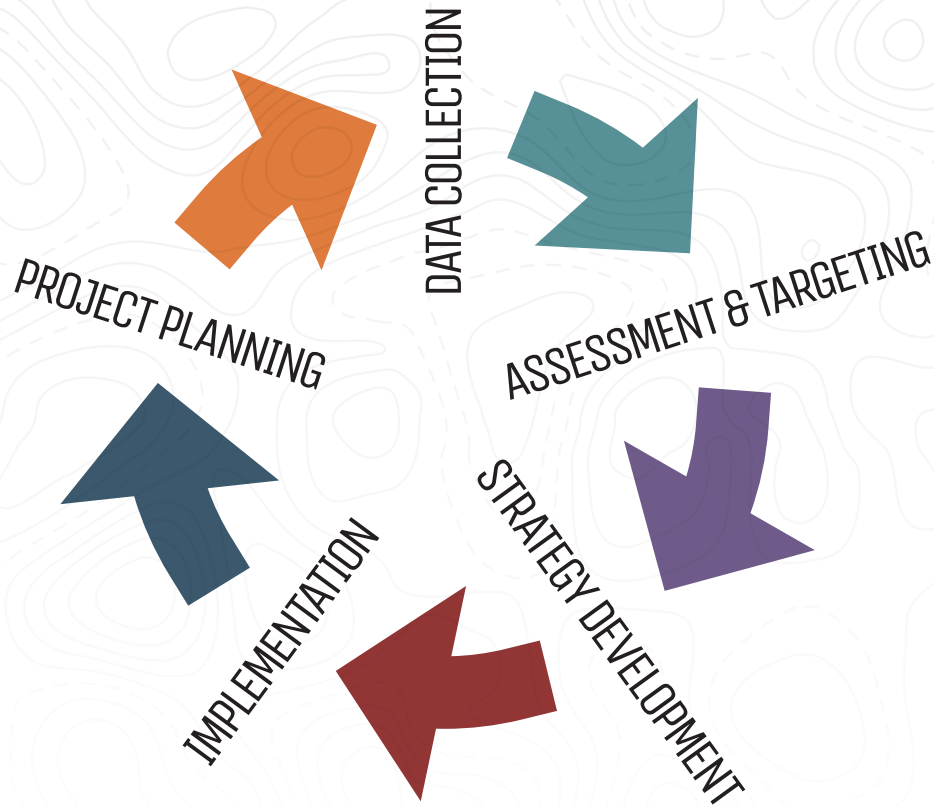 DATA COLLECTION
ASSESSMENT & TARGETING
STRATEGY DEVELOPMENT
IMPLEMENTATION
PROJECT PLANNING